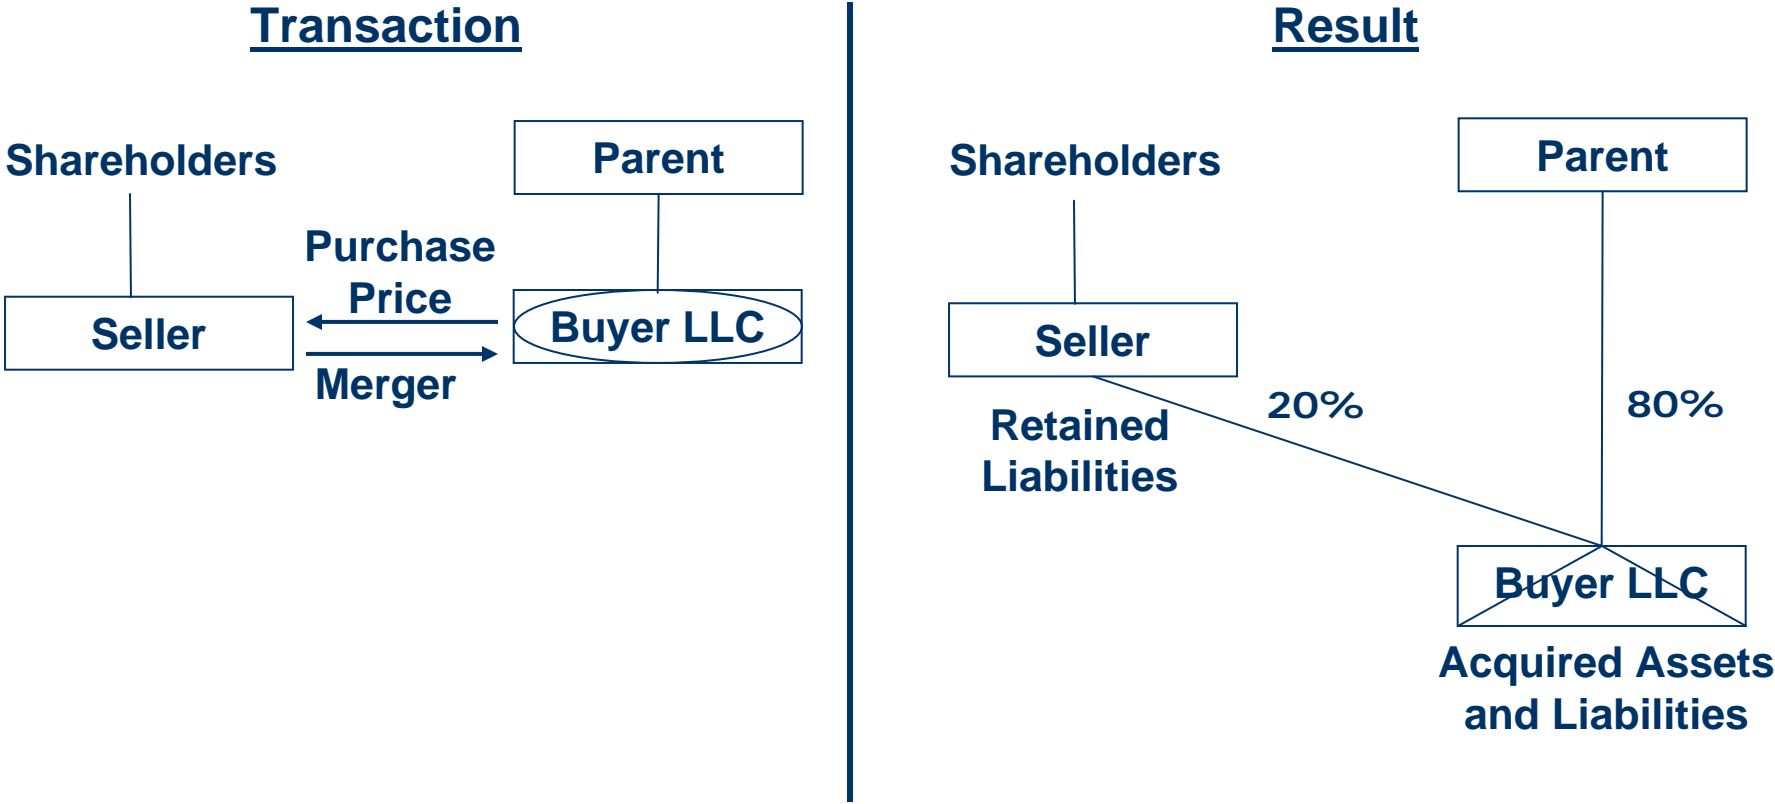 Transaction
Shareholders
Parent
Purchase
Price
Seller
Buyer LLC
Merger
Result
Shareholders
Parent
Seller
20%
80%
Retained
Liabilities
Buyer LLC
Acquired Assets
and Liabilities